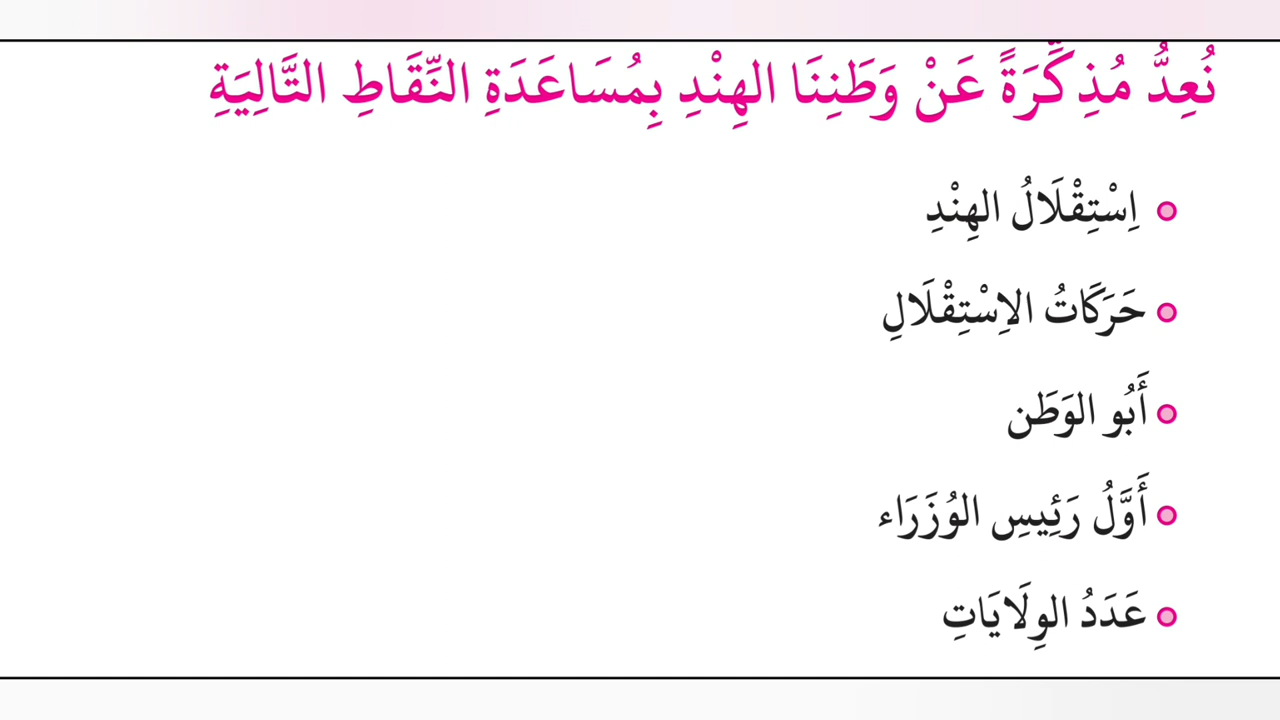 نُعِدُّ مُذِكَّرَةً عَنْ وَطَنِنَا الهِنْدِ بِمُسَاعَدَةِ النِّقَاطِ التَّالِيَةِ
اِسْتِقْلَالُ الهِنْدِ
حَرَكَاتُ الاِسْتِقْلَالِ
أَبُو الوَطَن
أَوَّلُ رَئِيسِ الوُزَرَاء
عَدَدُ الوِلَايَاتِ